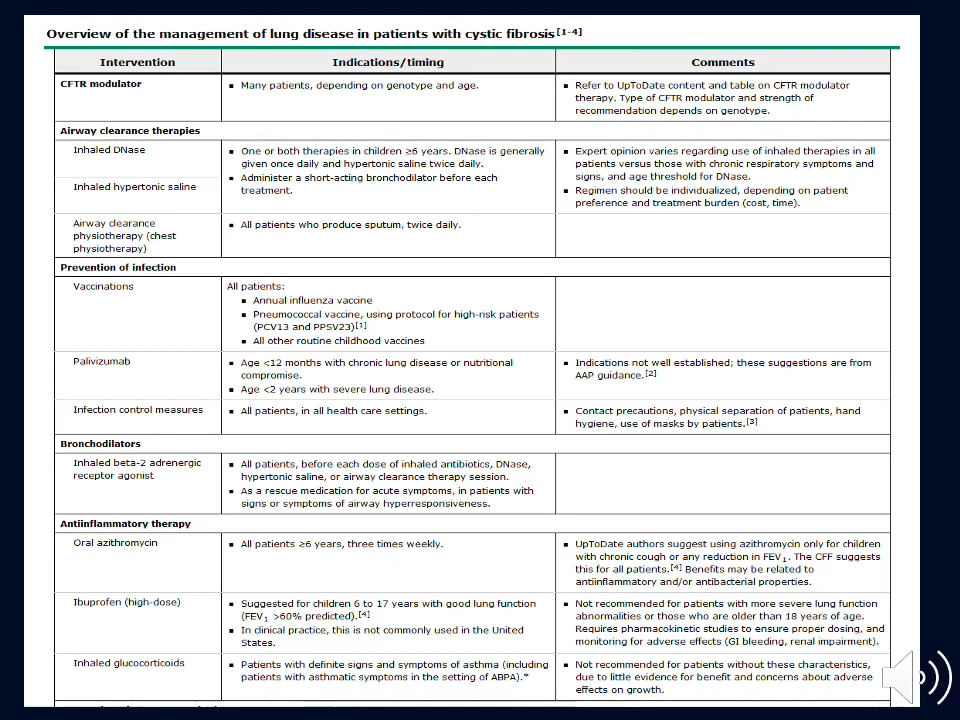 Overview of the management of lung disease in patients with cystic fibrosis[1-4]
Intervention Indications/timing Comments
CFTR modulator
▪ Many patients, depending on genotype and age.
▪ Refer to UpToDate content and table on CFTR modulator
therapy. Type of CFTR modulator and strength of
recommendation depends on genotype.
Airway clearance therapies
Inhaled DNase
Inhaled hypertonic saline
▪ One or both therapies in children ≥6 years. DNase is generally
given once daily and hypertonic saline twice daily.
▪ Administer a short-acting bronchodilator before each
treatment.
▪ Expert opinion varies regarding use of inhaled therapies in all
patients versus those with chronic respiratory symptoms and
signs, and age threshold for DNase.
▪ Regimen should be individualized, depending on patient
preference and treatment burden (cost, time).
Airway clearance
physiotherapy (chest
physiotherapy)
▪ All patients who produce sputum, twice daily.
Prevention of infection
Vaccinations
All patients:
▪ Annual influenza vaccine
▪ Pneumococcal vaccine, using protocol for high-risk patients
(PCV13 and PPSV23)[1]
▪ All other routine childhood vaccines
Palivizumab
▪ Age <12 months with chronic lung disease or nutritional
compromise.
▪ Age <2 years with severe lung disease.
▪ Indications not well established; these suggestions are from
AAP guidance.[2]
Infection control measures
▪ All patients, in all health care settings.
▪ Contact precautions, physical separation of patients, hand
hygiene, use of masks by patients.[3]
Bronchodilators
Inhaled beta-2 adrenergic
receptor agonist
▪ All patients, before each dose of inhaled antibiotics, DNase,
hypertonic saline, or airway clearance therapy session.
▪ As a rescue medication for acute symptoms, in patients with
signs or symptoms of airway hyperresponsiveness.
Antiinflammatory therapy
Oral azithromycin
▪ All patients ≥6 years, three times weekly.
▪ UpToDate authors suggest using azithromycin only for children
with chronic cough or any reduction in FEV1. The CFF suggests
this for all patients.[4] Benefits may be related to
antiinflammatory and/or antibacterial properties.
Ibuprofen (high-dose)
▪ Suggested for children 6 to 17 years with good lung function
(FEV1 >60% predicted).[4]
▪ In clinical practice, this is not commonly used in the United
States.
▪ Not recommended for patients with more severe lung function
abnormalities or those who are older than 18 years of age.
Requires pharmacokinetic studies to ensure proper dosing, and
monitoring for adverse effects (GI bleeding, renal impairment).
Inhaled glucocorticoids
▪ Patients with definite signs and symptoms of asthma (including
patients with asthmatic symptoms in the setting of ABPA).*
▪ Not recommended for patients without these characteristics,
due to little evidence for benefit and concerns about adverse
effects on growth.